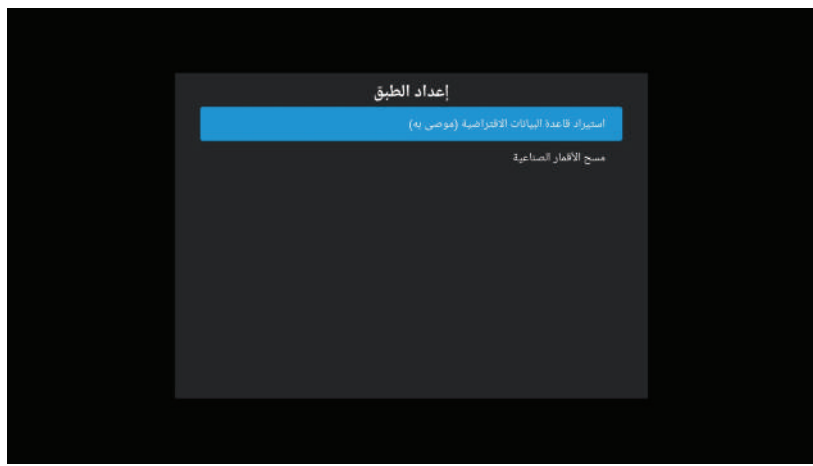 إعداد الطبق
استيراد قاعدة البيانات الافتراضية (موصى به)
مسح الأقمار الصناعية